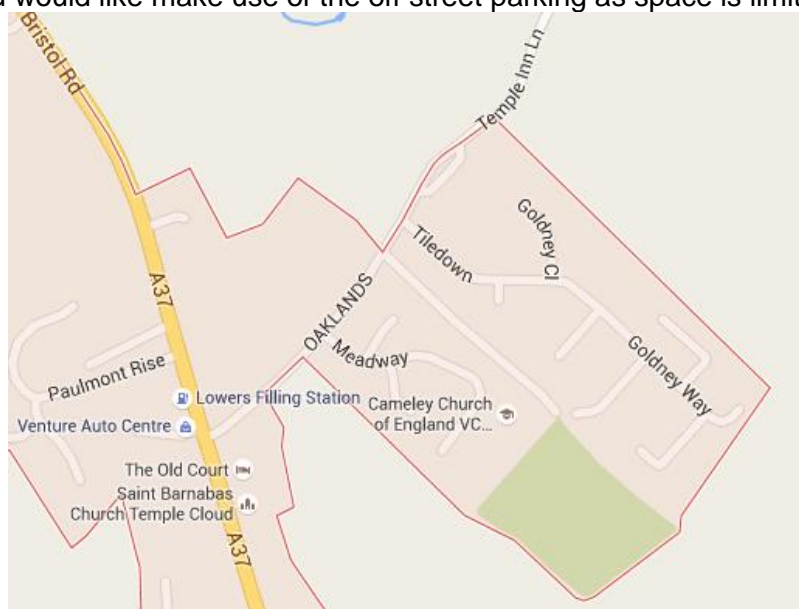 would like make use of the off street parking as space is limit
Bristol Rd
Temple Inn Ln
Goldney Cl
Tiledown
A37
OAKLANDS
Meadway
Goldney Way
Paulmont Rise
Lowers Filling Station
Cameley Church
of England VC...
Venture Auto Centre
The Old Court
Saint Barnabas
Church Temple Cloud
A37